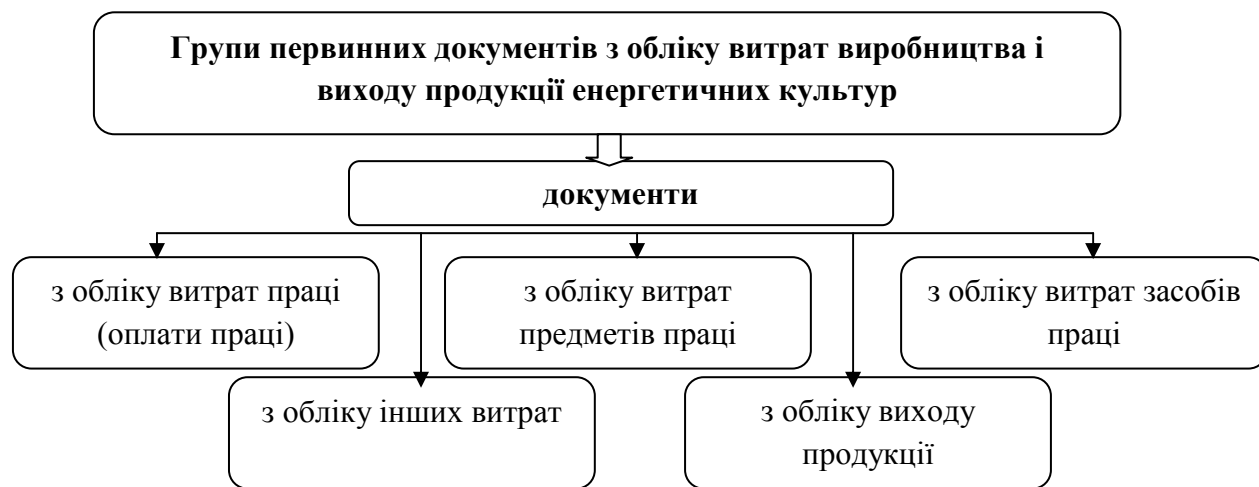 Групи первинних документів з обліку витрат виробництва і
виходу продукції енергетичних культур
документи
з обліку витрат праці
(оплати праці)
з обліку витрат
предметів праці
з обліку витрат засобів
праці
з обліку інших витрат
з обліку виходу
продукції